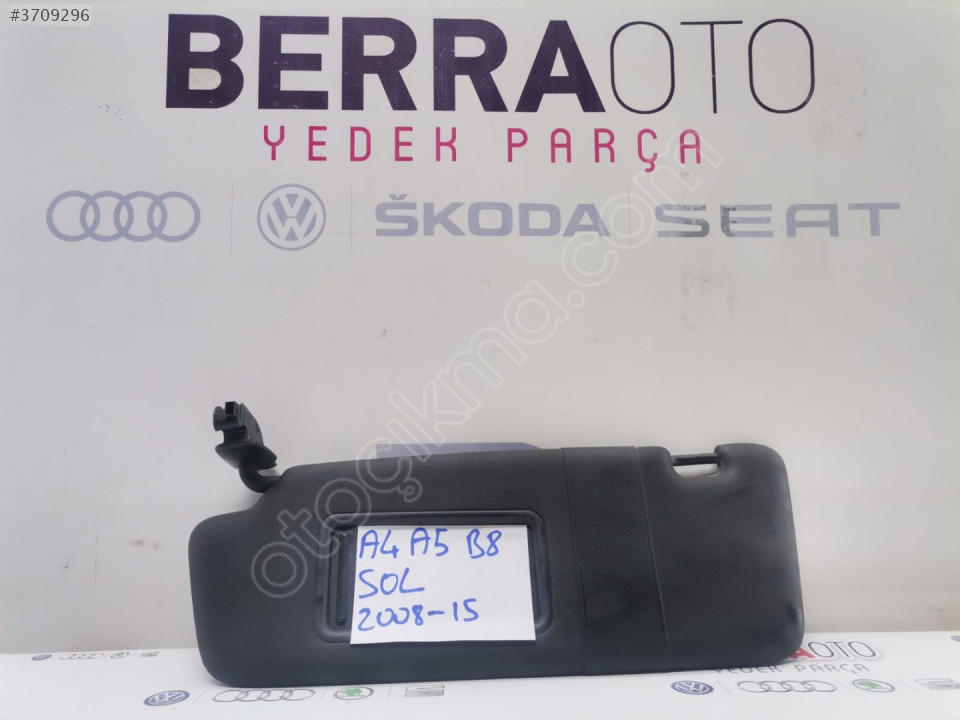 #3709296
BERRAOTO
YEDEK PARÇA
ŠKODA
SEAT
otoçıkma.com
A4 A5 B8
SOL
2008-15
BERRAOTO
YEDEK PARÇA